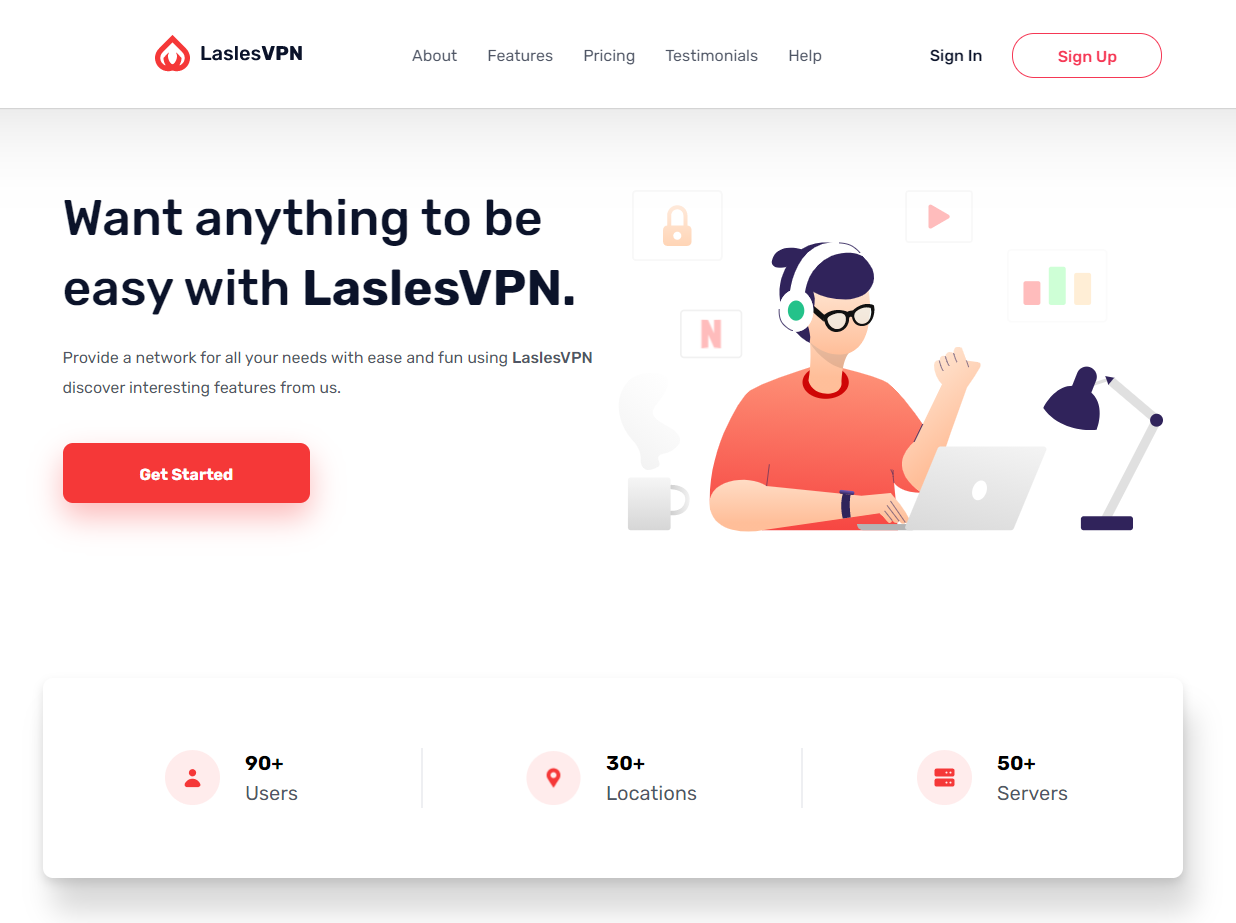 LaslesVPN
About Features Pricing Testimonials Help
Sign In
Sign Up
Want anything to be
easy with LaslesVPN.
Provide a network for all your needs with ease and fun using LaslesVPN
discover interesting features from us.
Get Started
N
90+
Users
30+
Locations
50+
Servers